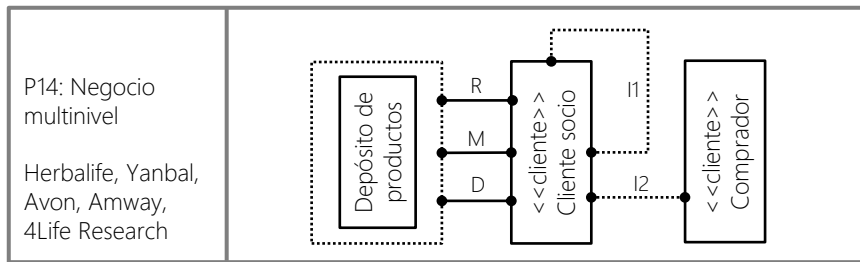 P14: Negocio
multinivel
Herbalife, Yanbal,
Avon, Amway,
4Life Research
Depósito de
productos
R
M
D
<<cliente>>
Cliente socio
I1
I2
<<cliente>>
Comprador